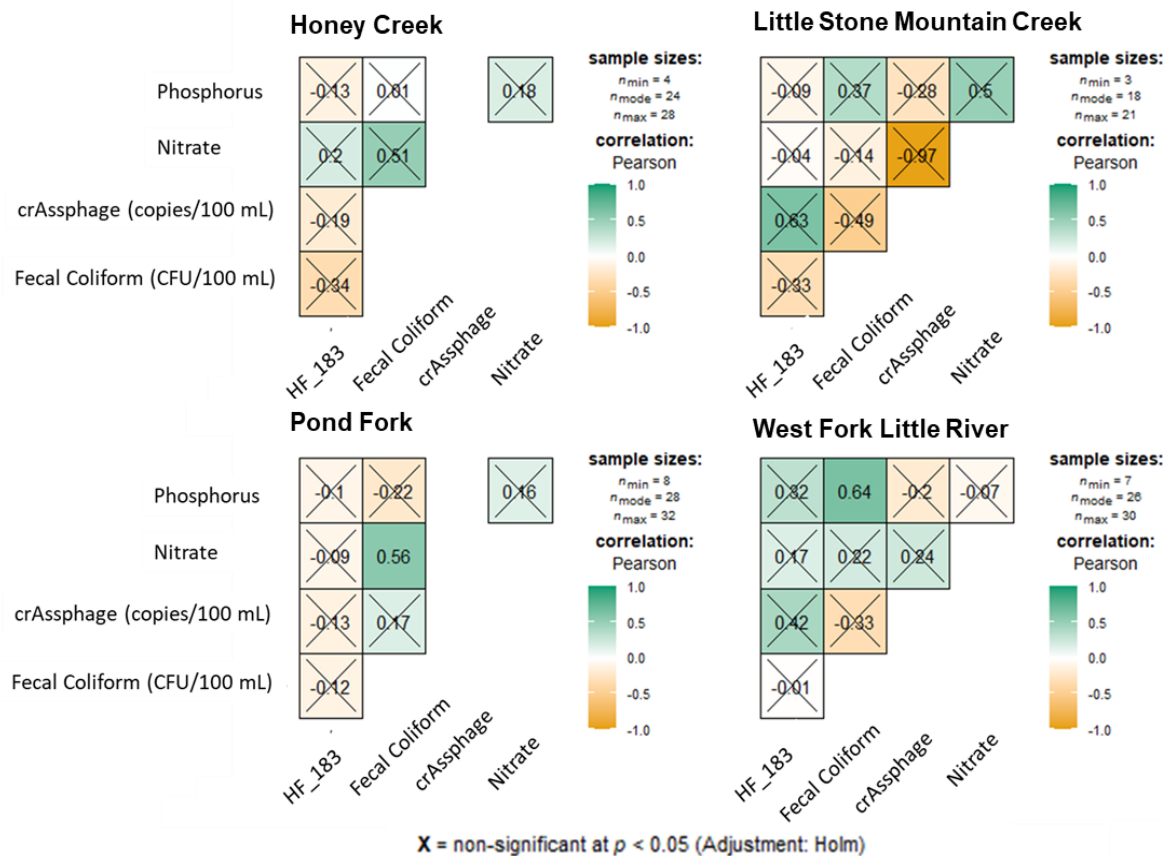 Honey Creek
Phosphorus
-0.13 0.01 0.18
Nitrate
0.2 0.51
crAssphage (copies/100 mL)
-0.19
Fecal Coliform (CFU/100 mL)
-0.34
HF_183
Fecal Coliform
crAssphage
Nitrate
sample sizes:
nmin = 4
nmode = 24
nmax = 28
correlation:
Pearson
1.0
0.5
0.0
-0.5
-1.0
Little Stone Mountain Creek
-0.09 0.37 -0.28 0.5
-0.04 -0.14 -0.97
0.63 -0.49
-0.33
HF_183
Fecal Coliform
crAssphage
Nitrate
sample sizes:
nmin = 3
nmode = 18
nmax = 21
correlation:
Pearson
1.0
0.5
0.0
-0.5
-1.0
Pond Fork
Phosphorus
-0.1 -0.22 0.16
Nitrate
-0.09 0.56
crAssphage (copies/100 mL)
-0.13 0.17
Fecal Coliform (CFU/100 mL)
-0.12
HF_183
Fecal Coliform
crAssphage
Nitrate
sample sizes:
nmin = 8
nmode = 28
nmax = 32
correlation:
Pearson
1.0
0.5
0.0
-0.5
-1.0
West Fork Little River
0.32 0.64 -0.2 -0.07
0.17 0.22 0.24
0.42 -0.33
-0.01
HF_183
Fecal Coliform
crAssphage
Nitrate
sample sizes:
nmin = 7
nmode = 26
nmax = 30
correlation:
Pearson
1.0
0.5
0.0
-0.5
-1.0
X = non-significant at p < 0.05 (Adjustment: Holm)